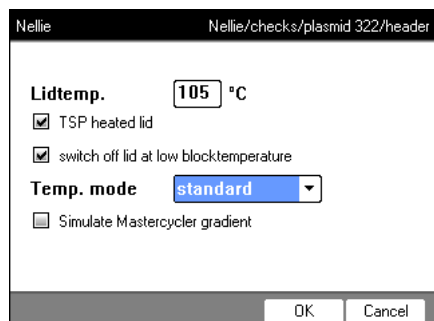 Nellie Nellie/checks/plasmid 322/header
Lidtemp. 105 °C
TSP heated lid
switch off lid at low blocktemperature
Temp. mode standard
Simulate Mastercycler gradient
OK Cancel